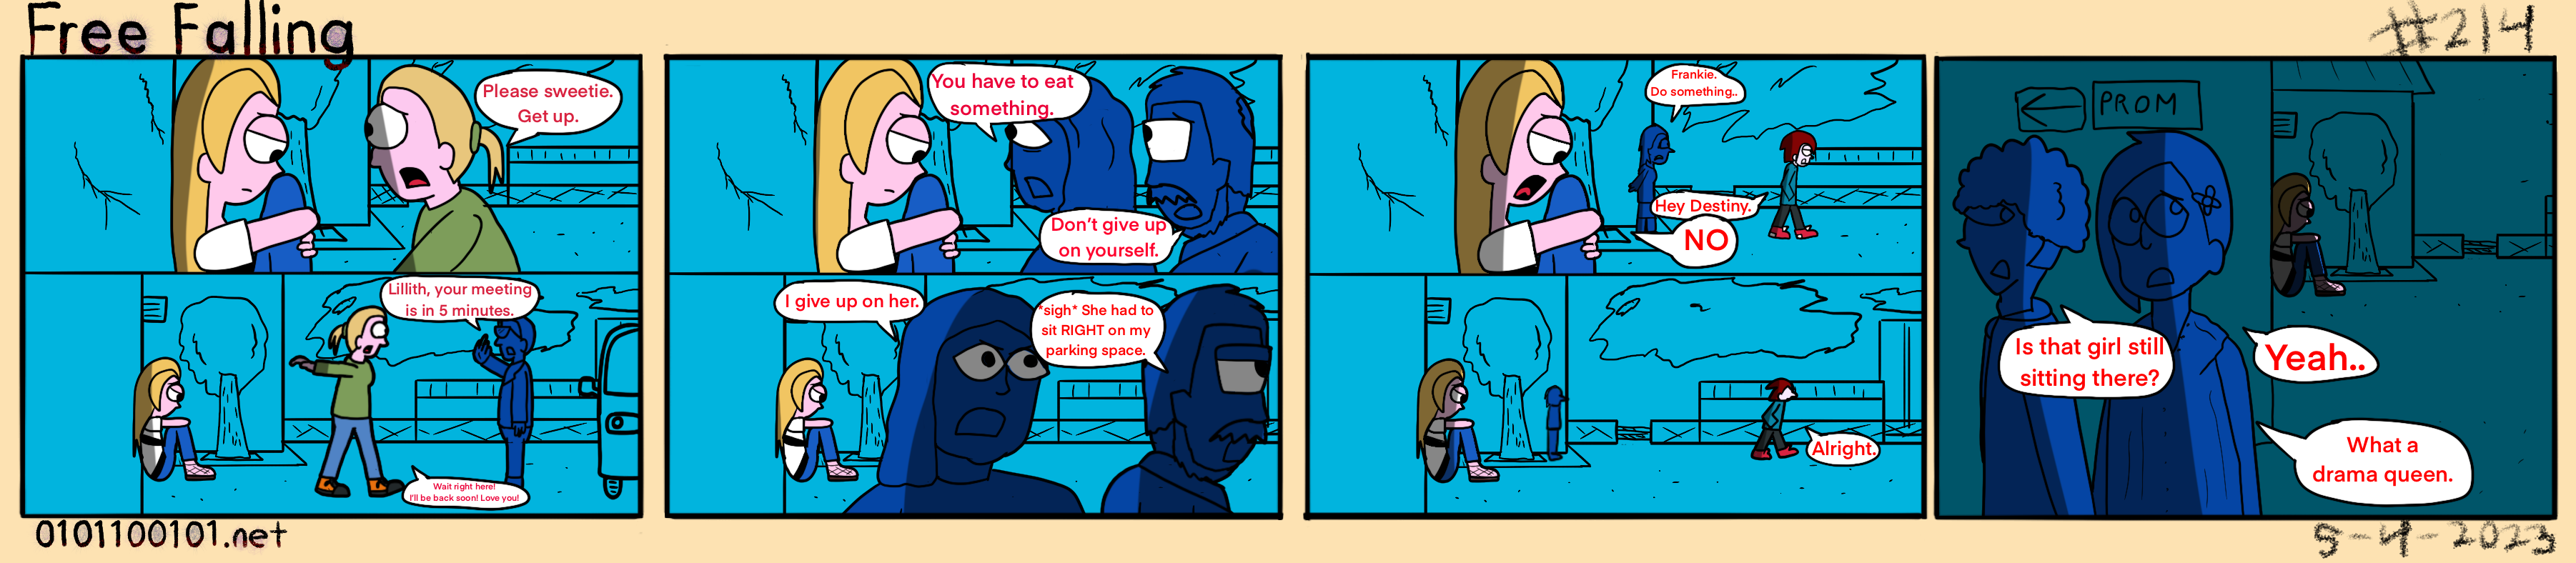 Free Falling
#214
Please sweetie.
Get up.
Lillith, your meeting
is in 5 minutes.
Wait right here!
I'll be back soon! Love you!
You have to eat
something.
Don't give up
on yourself.
I give up on her.
*sigh* She had to
sit RIGHT on my
parking space.
Frankie.
Do something..
Hey Destiny.
NO
Alright.
←
PROM
Is that girl still
sitting there?
Yeah..
What a
drama queen.
0101100101.net
5-4-2023